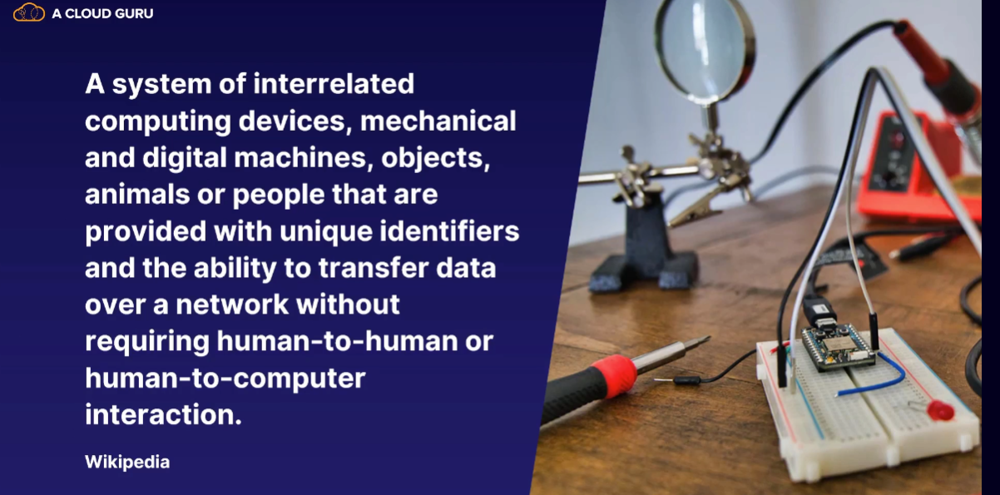 A CLOUD GURU
A system of interrelated
computing devices, mechanical
and digital machines, objects,
animals or people that are
provided with unique identifiers
and the ability to transfer data
over a network without
requiring human-to-human or
human-to-computer
interaction.
Wikipedia